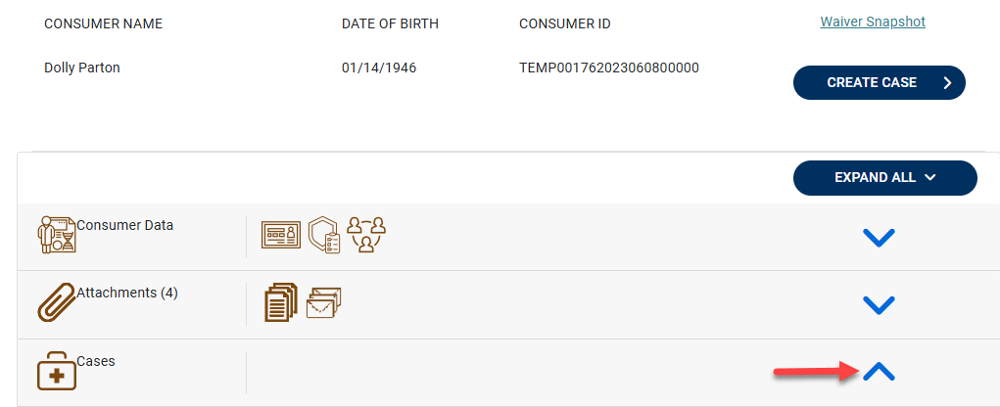 CONSUMER NAME DATE OF BIRTH CONSUMER ID Waiver Snapshot
Dolly Parton 01/14/1946 TEMP001762023060800000
CREATE CASE
EXPAND ALL
Consumer Data
Attachments (4)
Cases